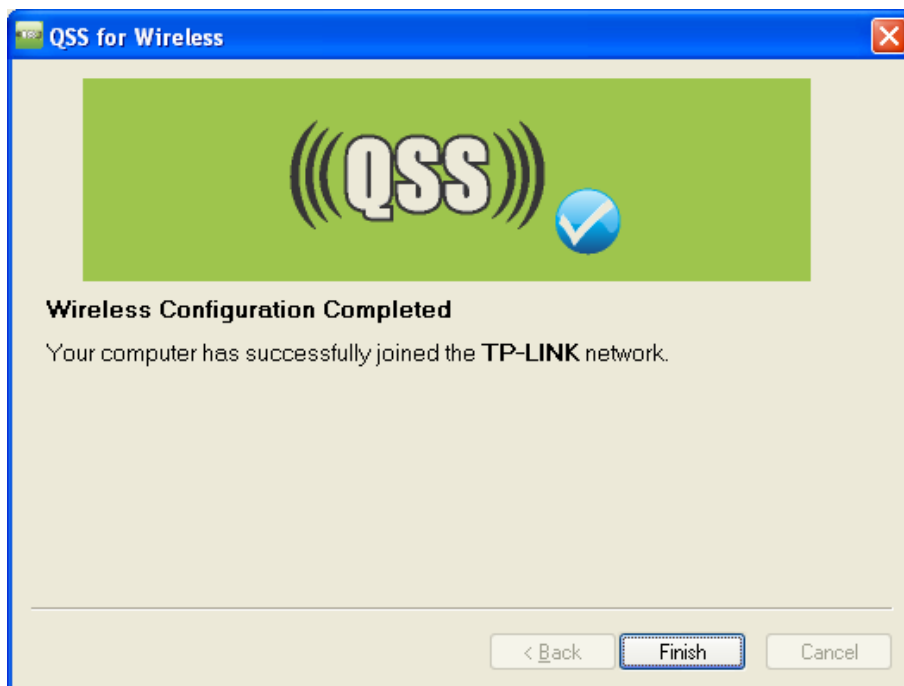 QSS for Wireless
(((QSS)))
Wireless Configuration Completed
Your computer has successfully joined the TP-LINK network.
< Back
Finish
Cancel